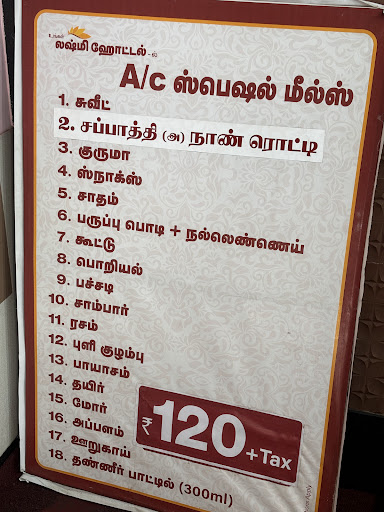 உங்கள்
லஷ்மி ஹோட்டல் -ல்
A/c ஸ்பெஷல் மீல்ஸ்
1. சுவீட்
2. சப்பாத்தி (அ) நாண் ரொட்டி
3. குருமா
4. ஸ்நாக்ஸ்
5. சாதம்
6. பருப்பு பொடி + நல்லெண்ணெய்
7. கூட்டு
8. பொறியல்
9. பச்சடி
10. சாம்பார்
11. ரசம்
12. புளி குழம்பு
13. பாயாசம்
14. தயிர்
15. மோர்
16. அப்பளம்
17. ஊறுகாய்
18. தண்ணீர் பாட்டில் (300ml)
₹120+Tax